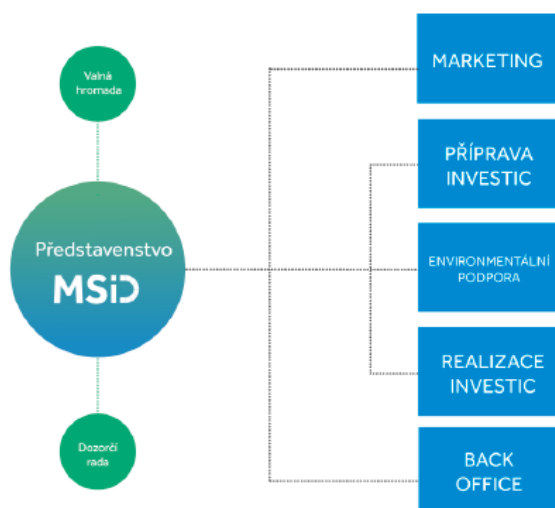 Valná
hromada
Představenstvo
MSiD
Dozorčí
rada
MARKETING
PŘÍPRAVA
INVESTIC
ENVIRONMENTÁLNÍ
PODPORA
REALIZACE
INVESTIC
BACK
OFFICE